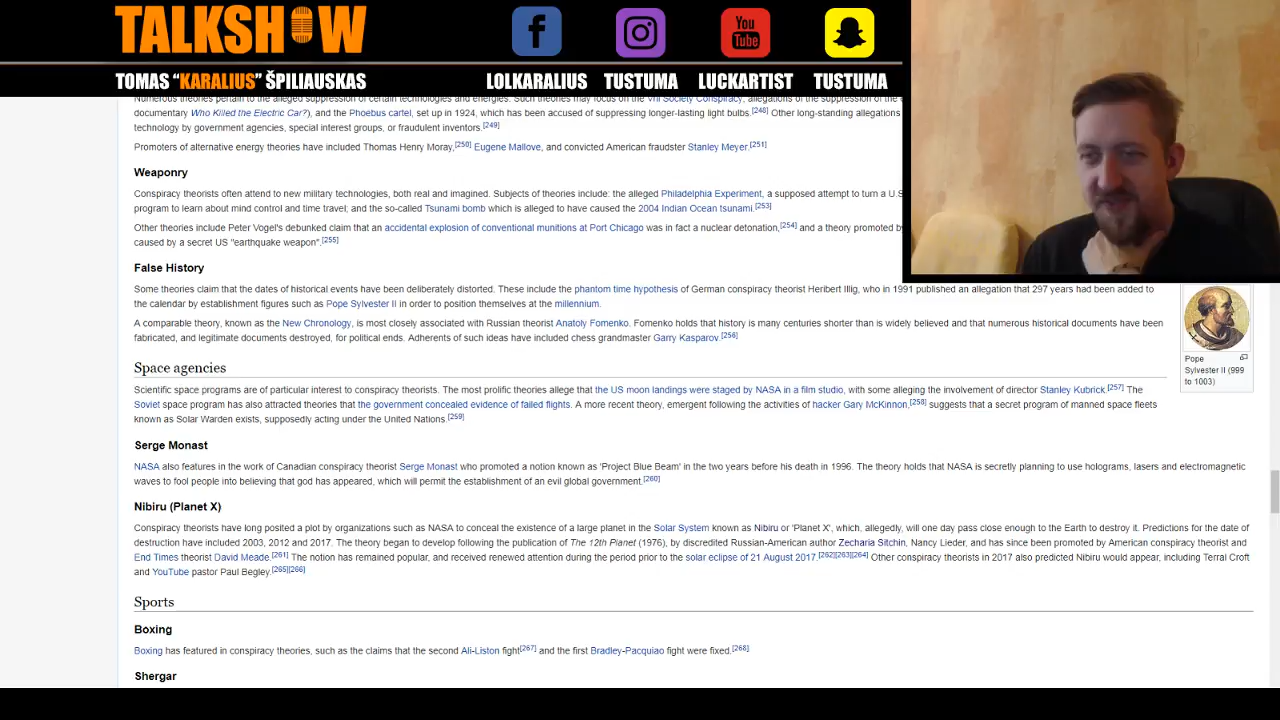 TALKSHOW
TOMAS “KARALIUS” ŠPILIAUSKAS
LOLKARALIUS TUSTUMA LUCKARTIST TUSTUMA
You
Tube
Numerous theories pertain to the alleged suppression of certain technologies and energies. Such theories may focus on the Vril Society Conspiracy, allegations of the suppression of the
documentary Who Killed the Electric Car?), and the Phoebus cartel, set up in 1924, which has been accused of suppressing longer-lasting light bulbs.[248] Other long-standing allegations
technology by government agencies, special interest groups, or fraudulent inventors.[249]
Promoters of alternative energy theories have included Thomas Henry Moray,[250] Eugene Mallove, and convicted American fraudster Stanley Meyer.[251]
Weaponry
Conspiracy theorists often attend to new military technologies, both real and imagined. Subjects of theories include: the alleged Philadelphia Experiment, a supposed attempt to turn a U.S
program to learn about mind control and time travel; and the so-called Tsunami bomb which is alleged to have caused the 2004 Indian Ocean tsunami.[253]
Other theories include Peter Vogel's debunked claim that an accidental explosion of conventional munitions at Port Chicago was in fact a nuclear detonation,[254] and a theory promoted by
caused by a secret US "earthquake weapon".[255]
False History
Some theories claim that the dates of historical events have been deliberately distorted. These include the phantom time hypothesis of German conspiracy theorist Heribert Illig, who in 1991 published an allegation that 297 years had been added to
the calendar by establishment figures such as Pope Sylvester II in order to position themselves at the millennium.
A comparable theory, known as the New Chronology, is most closely associated with Russian theorist Anatoly Fomenko. Fomenko holds that history is many centuries shorter than is widely believed and that numerous historical documents have been
fabricated, and legitimate documents destroyed, for political ends. Adherents of such ideas have included chess grandmaster Garry Kasparov.[256]
Pope
Sylvester II (999
to 1003)
Space agencies
Scientific space programs are of particular interest to conspiracy theorists. The most prolific theories allege that the US moon landings were staged by NASA in a film studio, with some alleging the involvement of director Stanley Kubrick.[257] The
Soviet space program has also attracted theories that the government concealed evidence of failed flights. A more recent theory, emergent following the activities of hacker Gary McKinnon,[258] suggests that a secret program of manned space fleets
known as Solar Warden exists, supposedly acting under the United Nations.[259]
Serge Monast
NASA also features in the work of Canadian conspiracy theorist Serge Monast who promoted a notion known as 'Project Blue Beam' in the two years before his death in 1996. The theory holds that NASA is secretly planning to use holograms, lasers and electromagnetic
waves to fool people into believing that god has appeared, which will permit the establishment of an evil global government.[260]
Nibiru (Planet X)
Conspiracy theorists have long posited a plot by organizations such as NASA to conceal the existence of a large planet in the Solar System known as Nibiru or 'Planet X', which, allegedly, will one day pass close enough to the Earth to destroy it. Predictions for the date of
destruction have included 2003, 2012 and 2017. The theory began to develop following the publication of The 12th Planet (1976), by discredited Russian-American author Zecharia Sitchin, Nancy Lieder, and has since been promoted by American conspiracy theorist and
End Times theorist David Meade.[261] The notion has remained popular, and received renewed attention during the period prior to the solar eclipse of 21 August 2017.[262][263][264] Other conspiracy theorists in 2017 also predicted Nibiru would appear, including Terral Croft
and YouTube pastor Paul Begley.[265][266]
Sports
Boxing
Boxing has featured in conspiracy theories, such as the claims that the second Ali-Liston fight[267] and the first Bradley-Pacquiao fight were fixed.[268]
Shergar